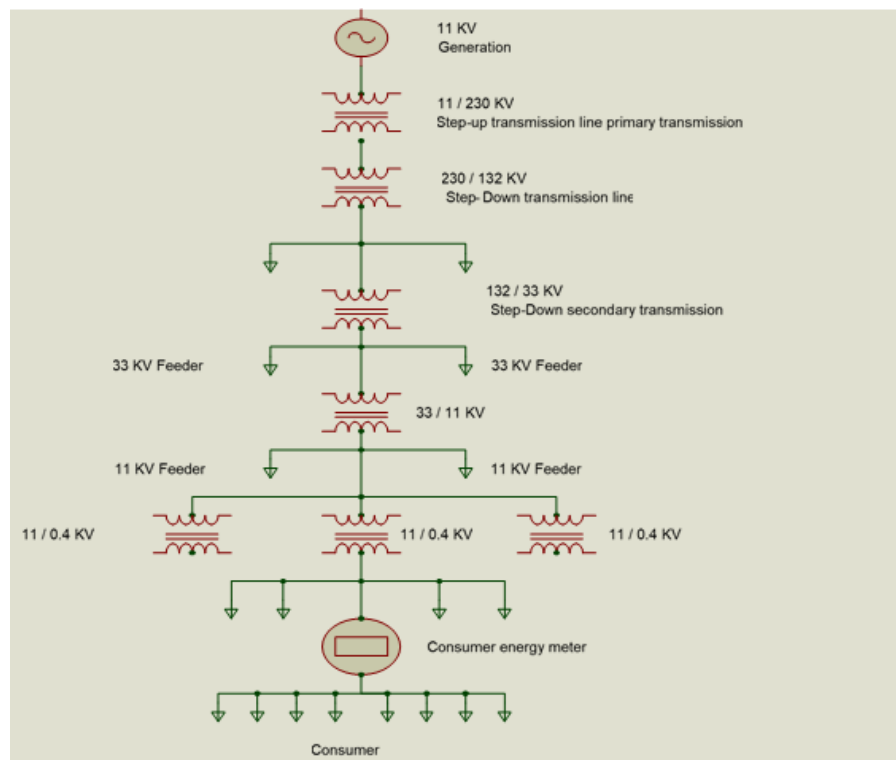 11 KV
Generation
11 / 230 KV
Step-up transmission line primary transmission
230 / 132 KV
Step-Down transmission line
132 / 33 KV
Step-Down secondary transmission
33 KV Feeder
33 KV Feeder
33 / 11 KV
11 KV Feeder
11 KV Feeder
11 / 0.4 KV
11 / 0.4 KV
11 / 0.4 KV
Consumer energy meter
Consumer